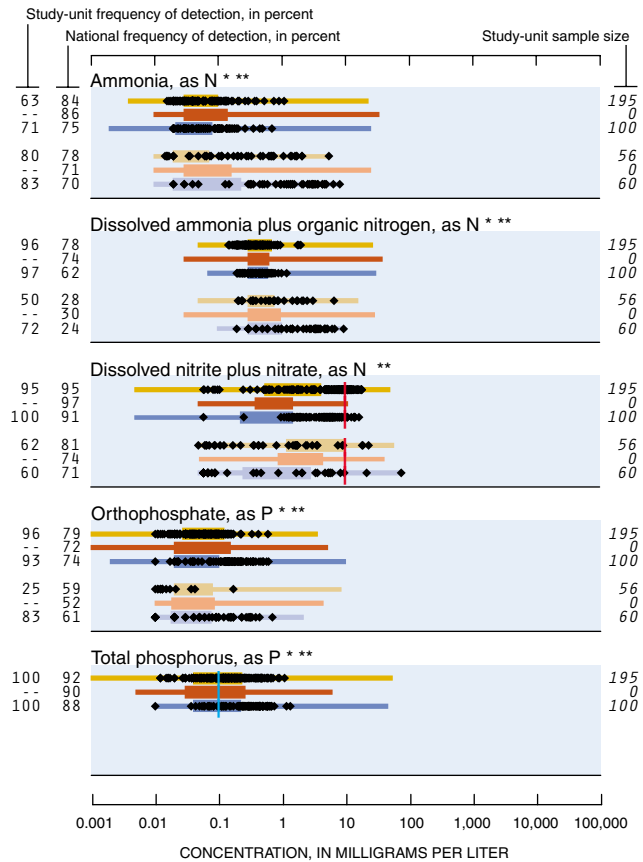 Study-unit frequency of detection, in percent
National frequency of detection, in percent
Study-unit sample size
Ammonia, as N * **
63 84 195
-- 86 0
71 75 100
80 78 56
-- 71 0
83 70 60
Dissolved ammonia plus organic nitrogen, as N * **
96 78 195
-- 74 0
97 62 100
50 28 56
-- 30 0
72 24 60
Dissolved nitrite plus nitrate, as N **
95 95 195
-- 97 0
100 91 100
62 81 56
-- 74 0
60 71 60
Orthophosphate, as P * **
96 79 195
-- 72 0
93 74 100
25 59 56
-- 52 0
83 61 60
Total phosphorus, as P * **
100 92 195
-- 90 0
100 88 100
0.001 0.01 0.1 1 10 100 1,000 10,000 100,000
CONCENTRATION, IN MILLIGRAMS PER LITER